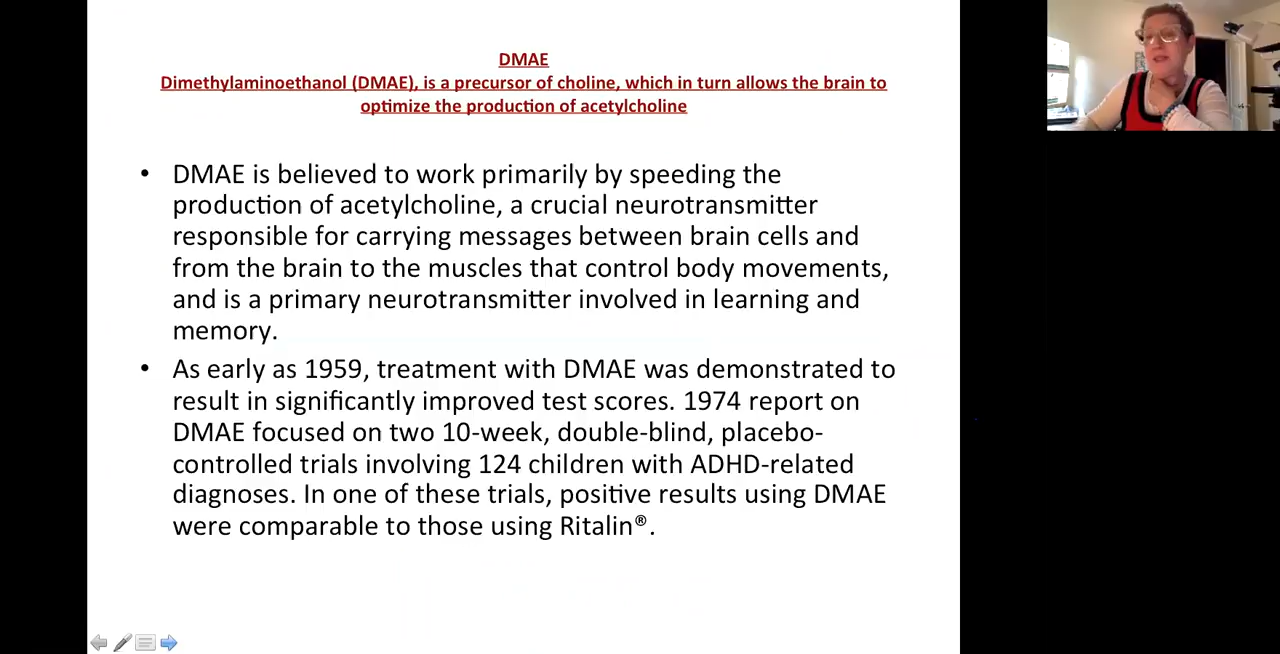 DMAE
Dimethylaminoethanol (DMAE), is a precursor of choline, which in turn allows the brain to
optimize the production of acetylcholine
• DMAE is believed to work primarily by speeding the
production of acetylcholine, a crucial neurotransmitter
responsible for carrying messages between brain cells and
from the brain to the muscles that control body movements,
and is a primary neurotransmitter involved in learning and
memory.
• As early as 1959, treatment with DMAE was demonstrated to
result in significantly improved test scores. 1974 report on
DMAE focused on two 10-week, double-blind, placebo-
controlled trials involving 124 children with ADHD-related
diagnoses. In one of these trials, positive results using DMAE
were comparable to those using Ritalin®.